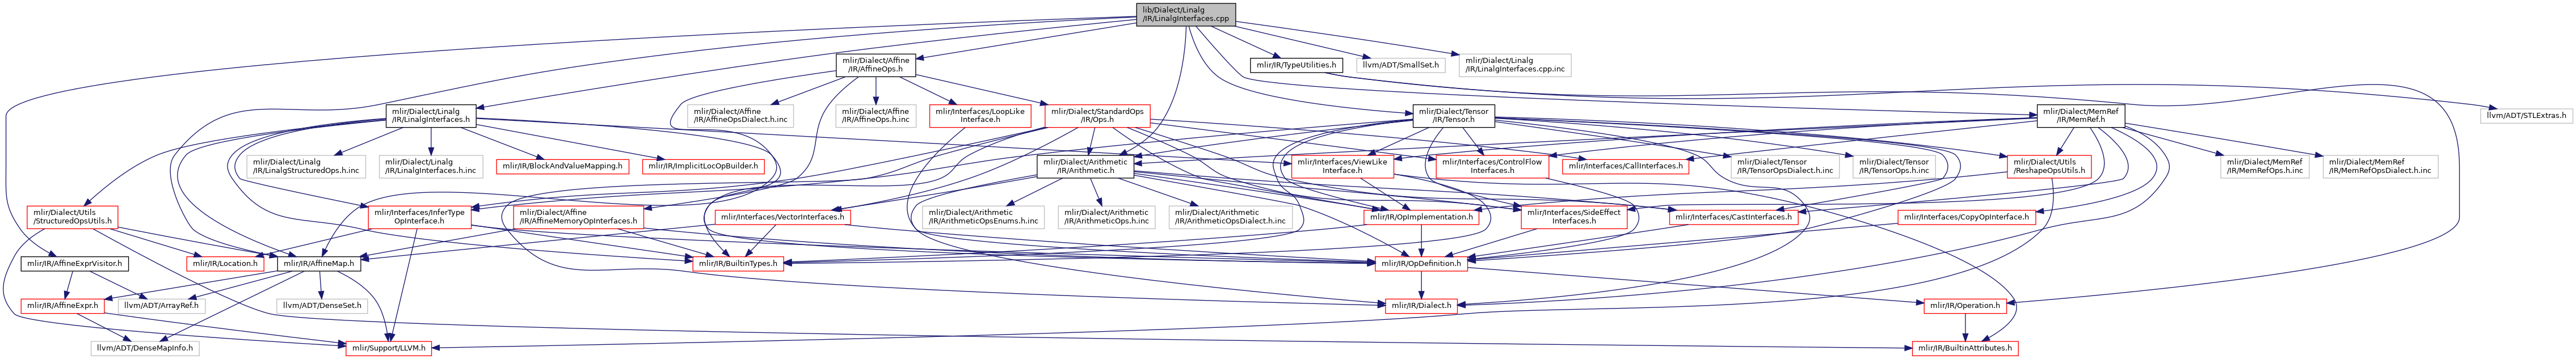 lib/Dialect/Linalg
/IR/LinalgInterfaces.cpp
mlir/Dialect/Affine
/IR/AffineOps.h
mlir/IR/TypeUtilities.h
llvm/ADT/SmallSet.h
mlir/Dialect/Linalg
/IR/LinalgInterfaces.cpp.inc
mlir/Dialect/Linalg
/IR/LinalgInterfaces.h
mlir/Dialect/Affine
/IR/AffineOpsDialect.h.inc
mlir/Dialect/Affine
/IR/AffineOps.h.inc
mlir/Interfaces/LoopLike
Interface.h
mlir/Dialect/StandardOps
/IR/Ops.h
mlir/Dialect/Tensor
/IR/Tensor.h
mlir/Dialect/MemRef
/IR/MemRef.h
llvm/ADT/STLExtras.h
mlir/Dialect/Linalg
/IR/LinalgStructuredOps.h.inc
mlir/Dialect/Linalg
/IR/LinalgInterfaces.h.inc
mlir/IR/BlockAndValueMapping.h
mlir/IR/ImplicitLocOpBuilder.h
mlir/Dialect/Arithmetic
/IR/Arithmetic.h
mlir/Interfaces/ViewLike
Interface.h
mlir/Interfaces/ControlFlow
Interfaces.h
mlir/Interfaces/CallInterfaces.h
mlir/Dialect/Tensor
/IR/TensorOpsDialect.h.inc
mlir/Dialect/Tensor
/IR/TensorOps.h.inc
mlir/Dialect/Utils
/ReshapeOpsUtils.h
mlir/Dialect/MemRef
/IR/MemRefOps.h.inc
mlir/Dialect/MemRef
/IR/MemRefOpsDialect.h.inc
mlir/Dialect/Utils
/StructuredOpsUtils.h
mlir/Interfaces/InferType
OpInterface.h
mlir/Dialect/Affine
/IR/AffineMemoryOpInterfaces.h
mlir/Interfaces/VectorInterfaces.h
mlir/Dialect/Arithmetic
/IR/ArithmeticOpsEnums.h.inc
mlir/Dialect/Arithmetic
/IR/ArithmeticOps.h.inc
mlir/Dialect/Arithmetic
/IR/ArithmeticOpsDialect.h.inc
mlir/IR/OpImplementation.h
mlir/Interfaces/SideEffect
Interfaces.h
mlir/Interfaces/CastInterfaces.h
mlir/Interfaces/CopyOpInterface.h
mlir/IR/AffineExprVisitor.h
mlir/IR/Location.h
mlir/IR/AffineMap.h
mlir/IR/BuiltinTypes.h
mlir/IR/OpDefinition.h
mlir/IR/AffineExpr.h
llvm/ADT/ArrayRef.h
llvm/ADT/DenseSet.h
mlir/IR/Dialect.h
mlir/IR/Operation.h
llvm/ADT/DenseMapInfo.h
mlir/Support/LLVM.h
mlir/IR/BuiltinAttributes.h